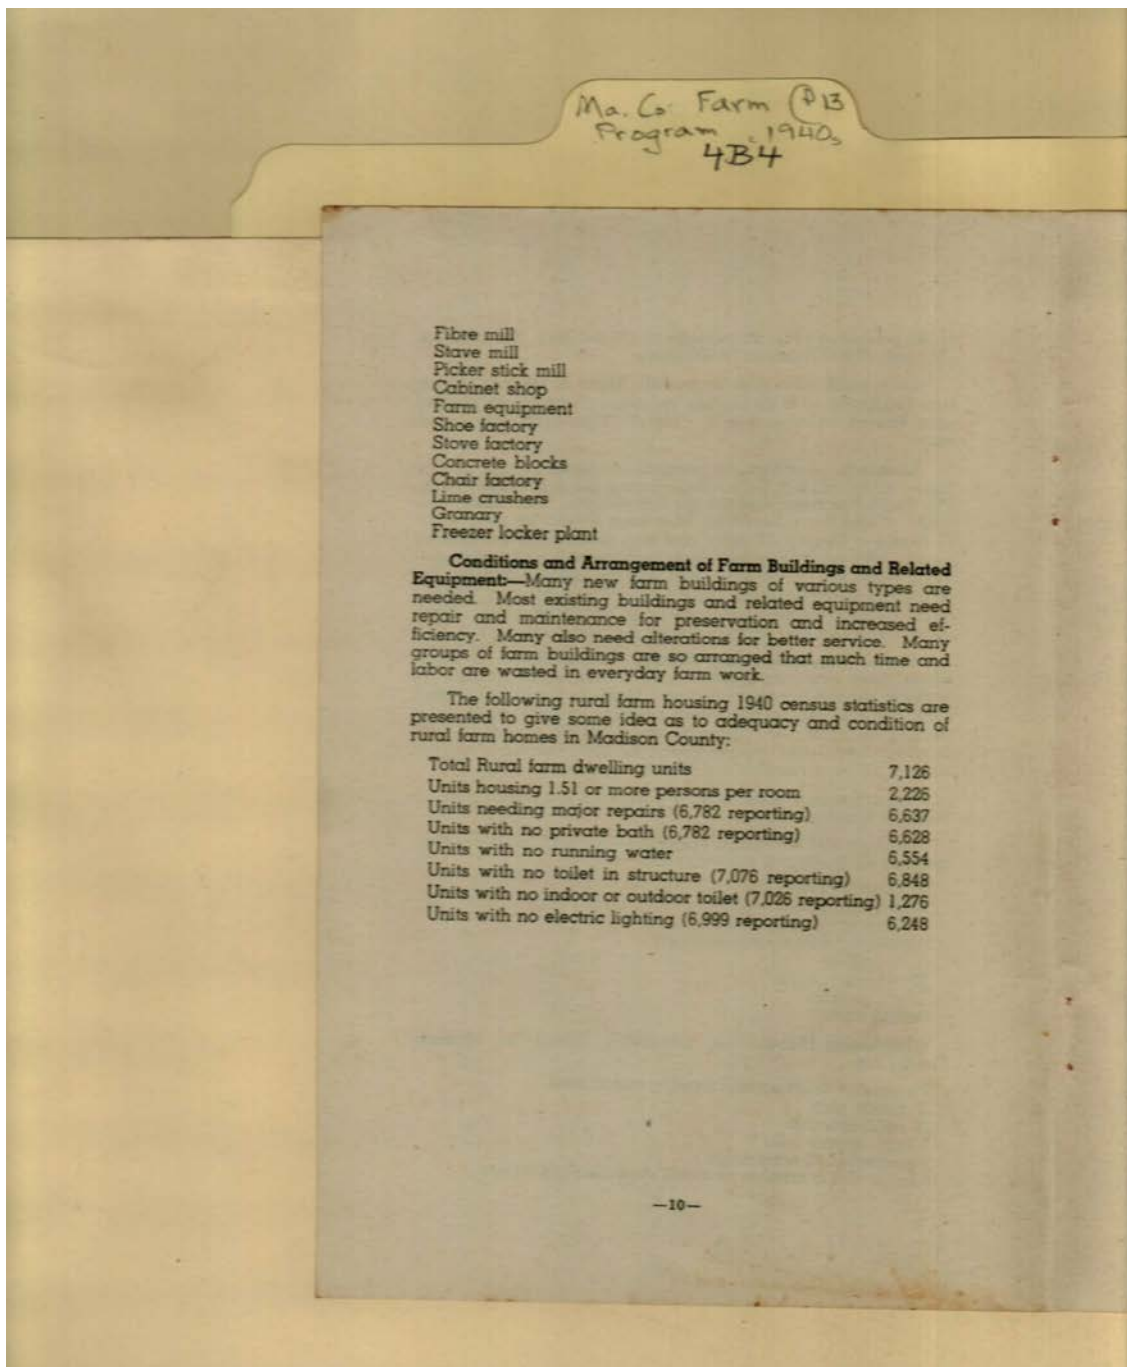 Ma. Co. Farm P 13
Program c. 1940s
4B4
Fibre mill
Stave mill
Picker stick mill
Cabinet shop
Farm equipment
Shoe factory
Stove factory
Concrete blocks
Chair factory
Lime crushers
Granary
Freezer locker plant
Conditions and Arrangement of Farm Buildings and Related
Equipment:—Many new farm buildings of various types are
needed. Most existing buildings and related equipment need
repair and maintenance for preservation and increased ef-
ficiency. Many also need alterations for better service. Many
groups of farm buildings are so arranged that much time and
labor are wasted in everyday farm work.
The following rural farm housing 1940 census statistics are
presented to give some idea as to adequacy and condition of
rural farm homes in Madison County:
Total Rural farm dwelling units 7,126
Units housing 1.51 or more persons per room 2,226
Units needing major repairs (6,782 reporting) 6,637
Units with no private bath (6,782 reporting) 6,628
Units with no running water 6,554
Units with no toilet in structure (7,076 reporting) 6,848
Units with no indoor or outdoor toilet (7,026 reporting) 1,276
Units with no electric lighting (6,999 reporting) 6,248
—10—